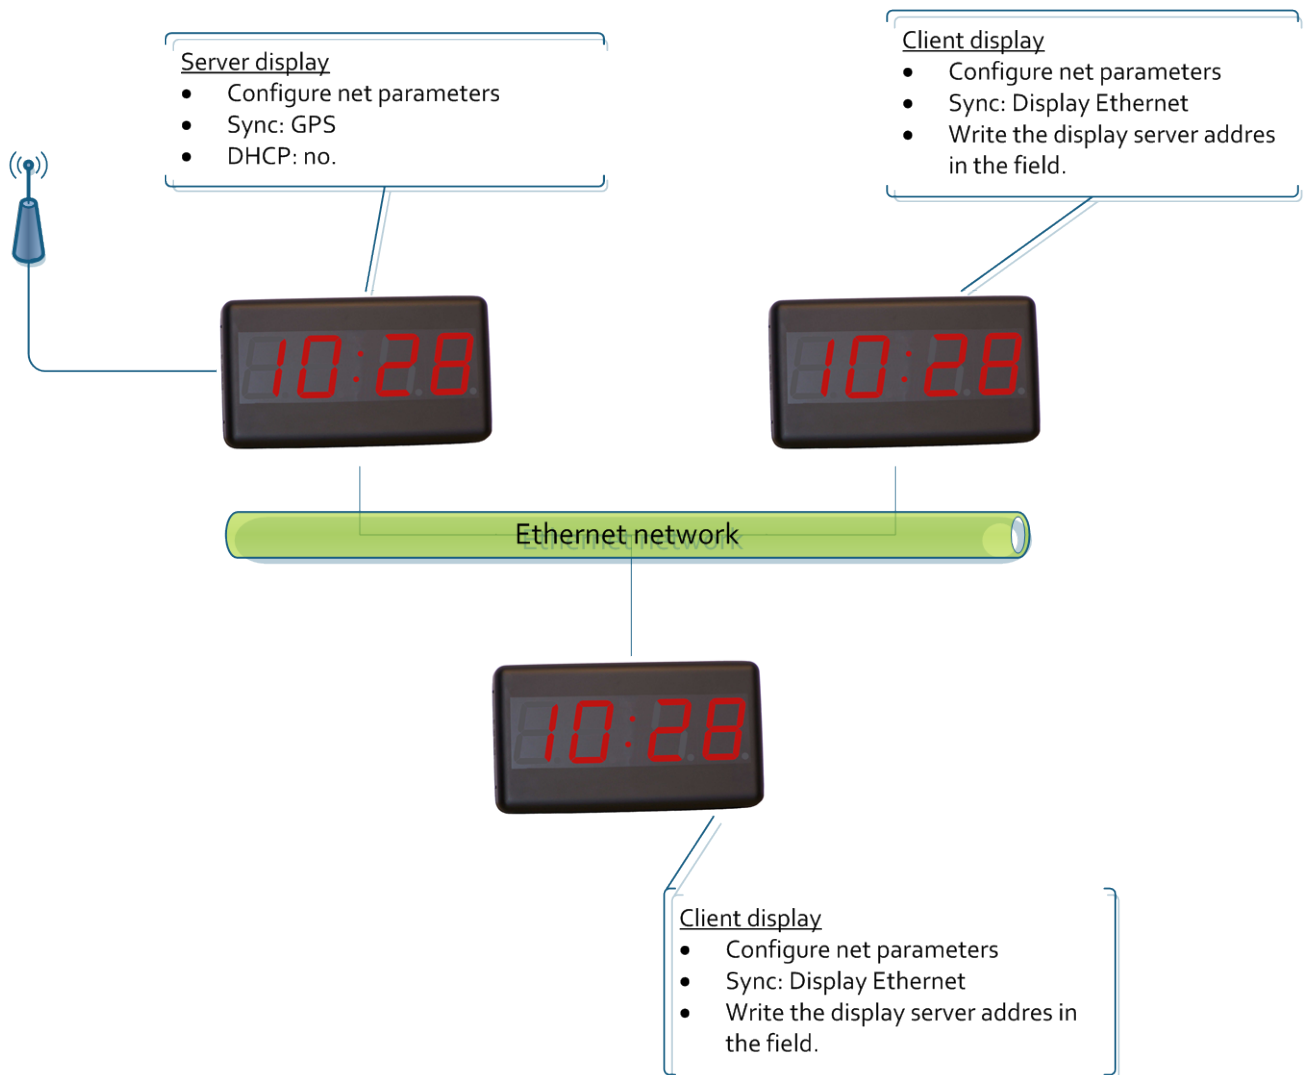 Server display
• Configure net parameters
• Sync: GPS
• DHCP: no.
Client display
• Configure net parameters
• Sync: Display Ethernet
• Write the display server addres
in the field.
10:28
10:28
Ethernet network
10:28
Client display
• Configure net parameters
• Sync: Display Ethernet
• Write the display server addres in
the field.